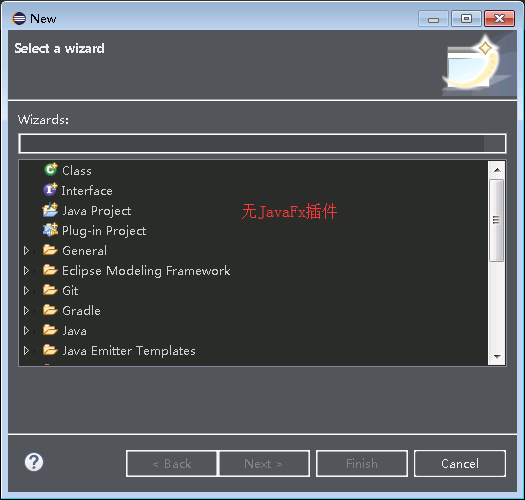 New
Select a wizard
Wizards:
Class
Interface
Java Project
无JavaFx插件
Plug-in Project
General
Eclipse Modeling Framework
Git
Gradle
Java
Java Emitter Templates
?
< Back
Next >
Finish
Cancel